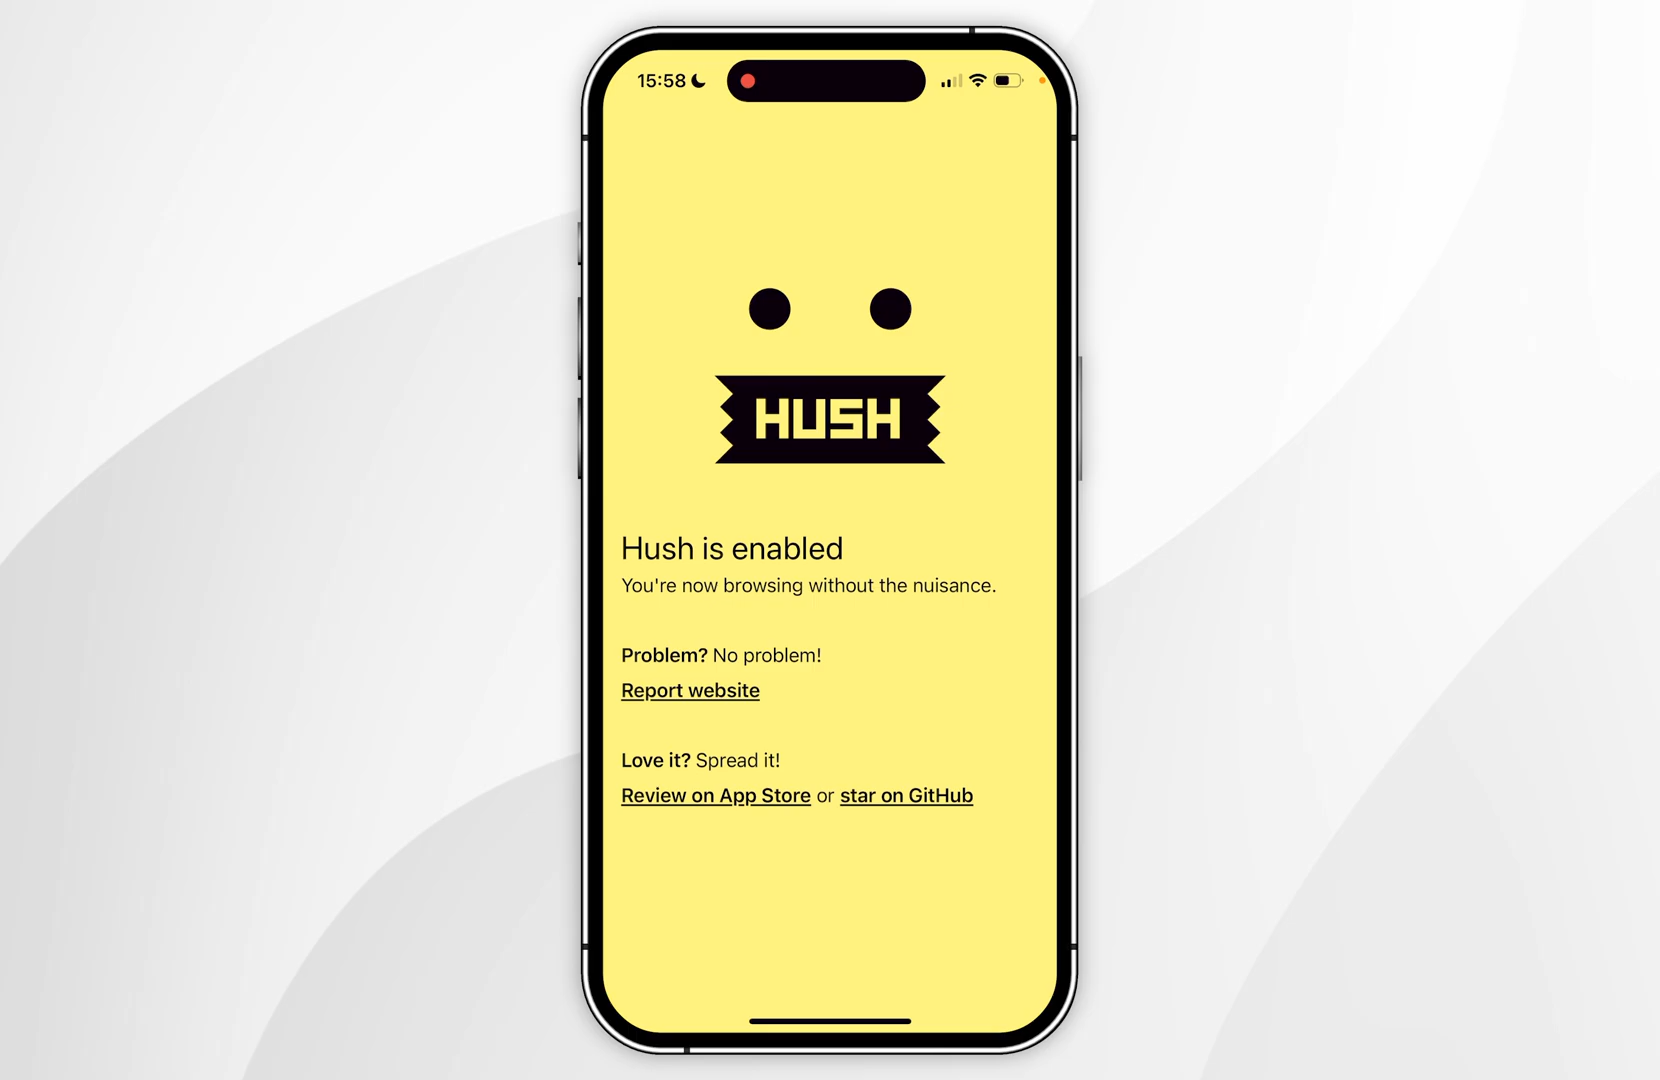 15:58
HUSH
Hush is enabled
You're now browsing without the nuisance.
Problem? No problem!
Report website
Love it? Spread it!
Review on App Store or star on GitHub